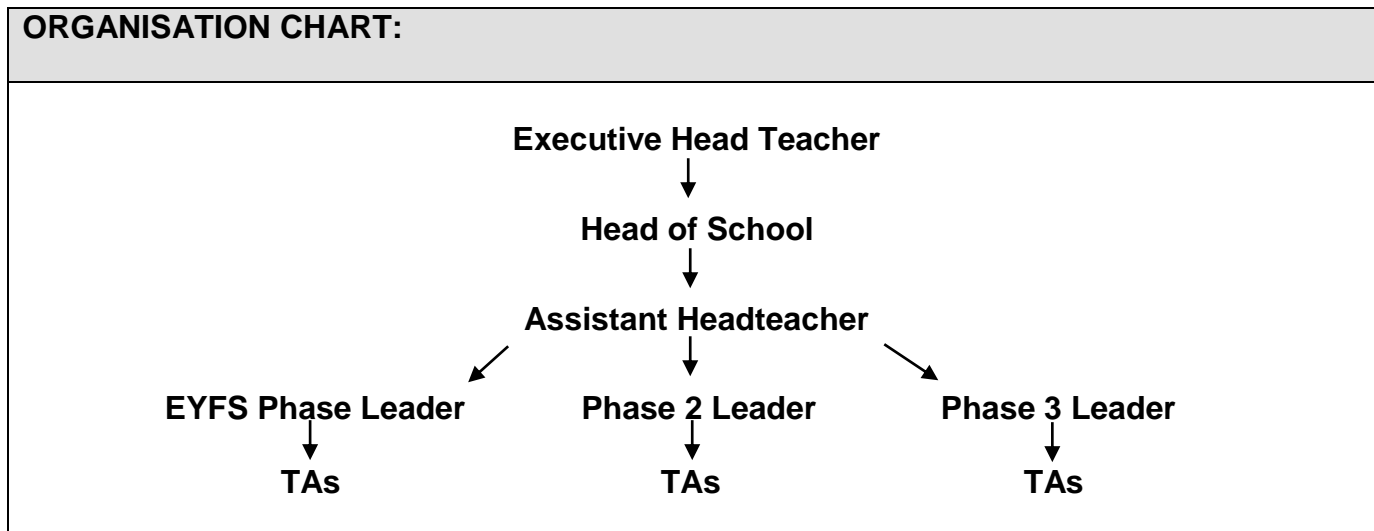 ORGANISATION CHART:
Executive Head Teacher
Head of School
Assistant Headteacher
EYFS Phase Leader Phase 2 Leader Phase 3 Leader
TAs TAs TAs